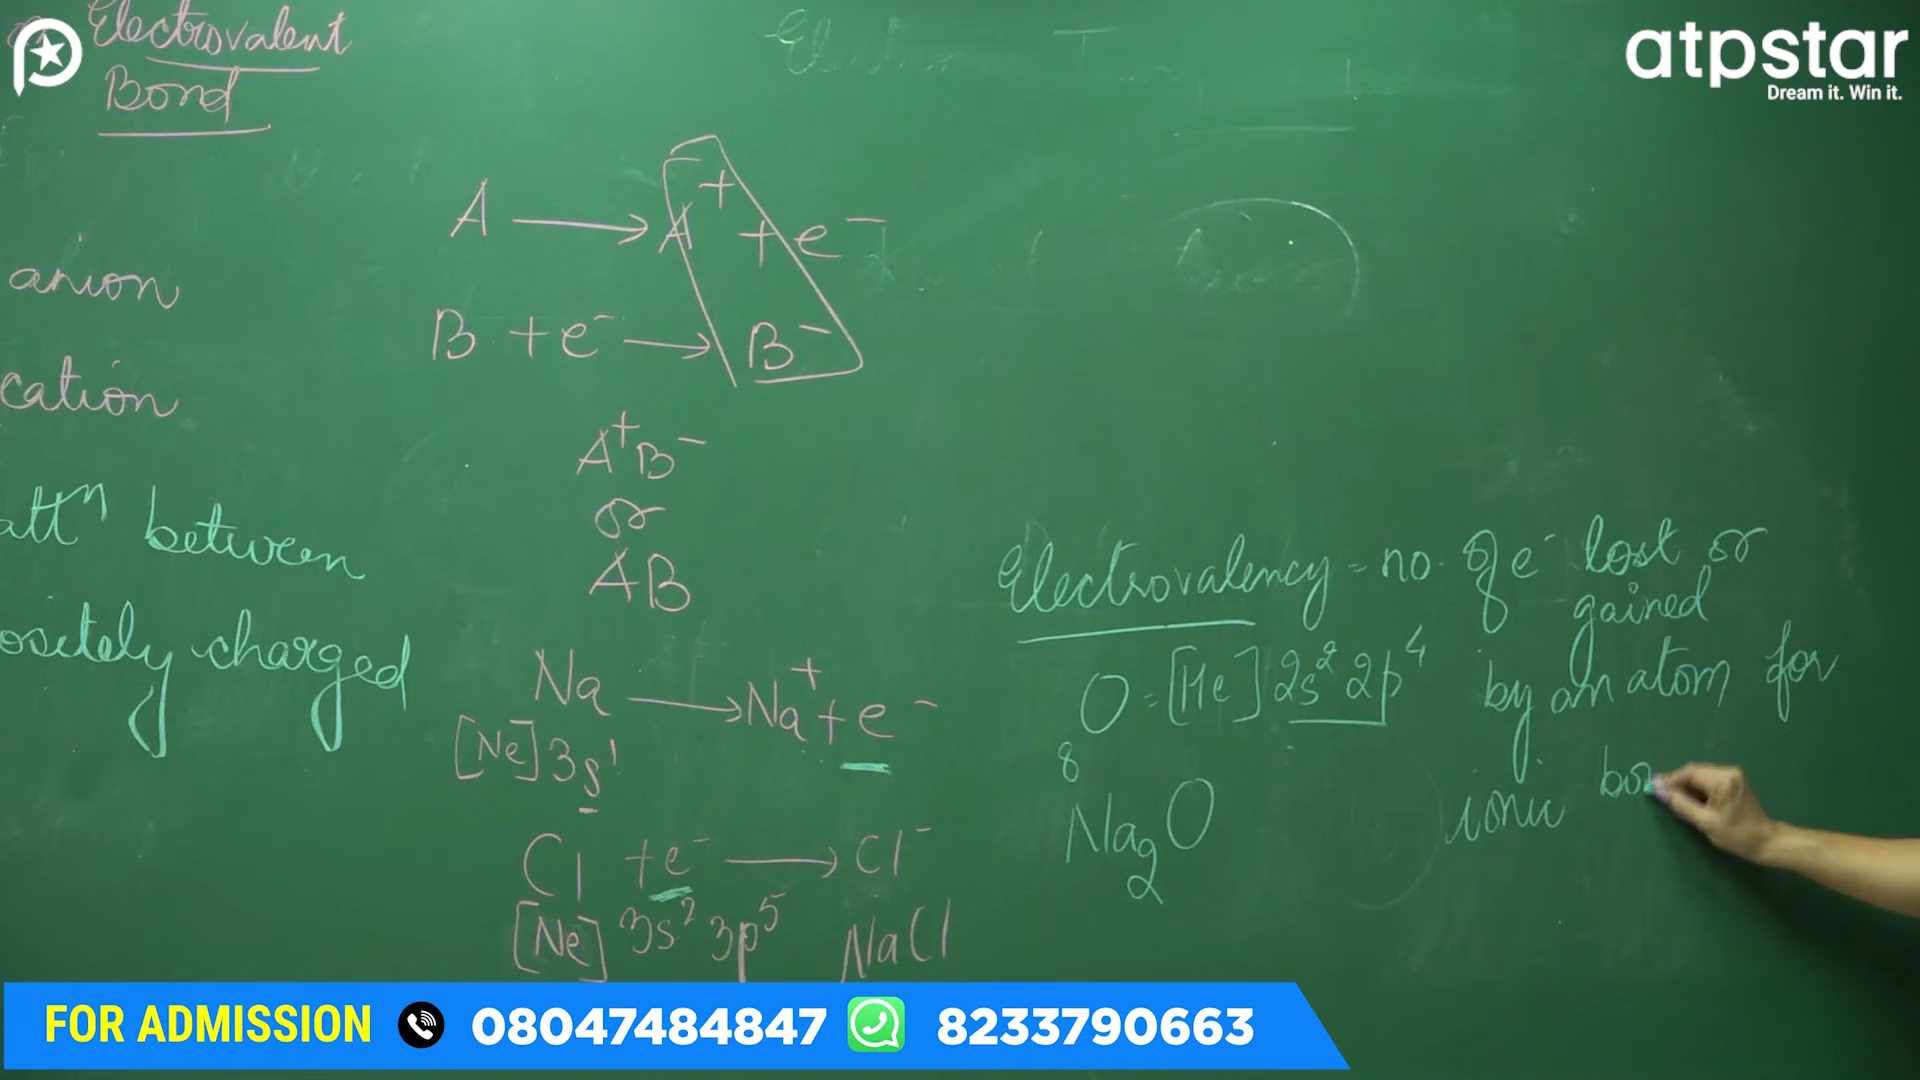 Electrovalent
Bond
atpstar
Dream it. Win it.
A → A⁺ + e⁻
anion
B + e⁻ → B⁻
cation
A⁺B⁻
or
AB
attⁿ between
ositely charged
Electrovalency = no. of e⁻ lost or
gained
O = [He] 2s² 2p⁴ by an atom for
8
ionic bo
Na₂O
Na → Na⁺ + e⁻
[Ne] 3s¹
Cl + e⁻ → Cl⁻
[Ne] 3s² 3p⁵ NaCl
FOR ADMISSION 08047484847 8233790663